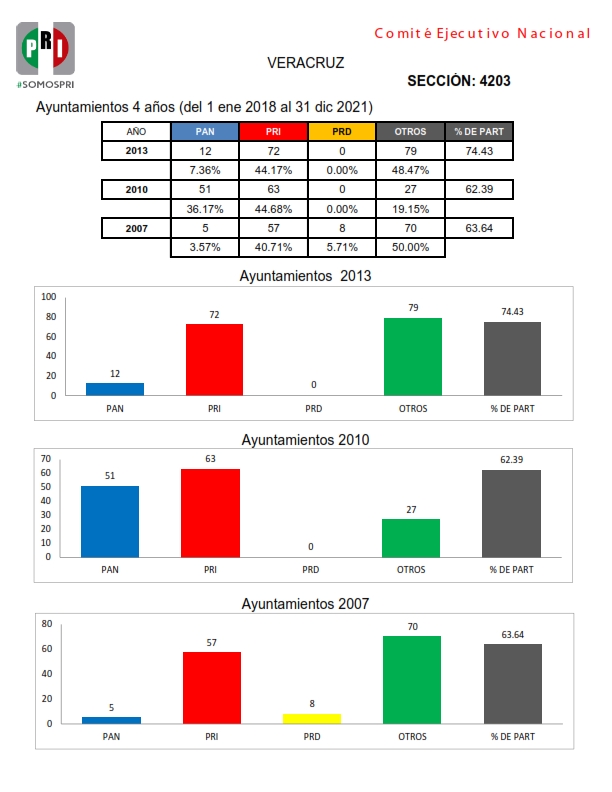 Comité Ejecutivo Nacional
PRI
#SOMOSPRI
VERACRUZ
SECCIÓN: 4203
Ayuntamientos 4 años (del 1 ene 2018 al 31 dic 2021)
AÑO PAN PRI PRD OTROS % DE PART
2013 12 72 0 79 74.43
7.36% 44.17% 0.00% 48.47%
2010 51 63 0 27 62.39
36.17% 44.68% 0.00% 19.15%
2007 5 57 8 70 63.64
3.57% 40.71% 5.71% 50.00%
Ayuntamientos 2013
100
80
60
40
20
0
12 72 0 79 74.43
PAN PRI PRD OTROS % DE PART
Ayuntamientos 2010
70
60
50
40
30
20
10
0
51 63 0 27 62.39
PAN PRI PRD OTROS % DE PART
Ayuntamientos 2007
80
60
40
20
0
5 57 8 70 63.64
PAN PRI PRD OTROS % DE PART